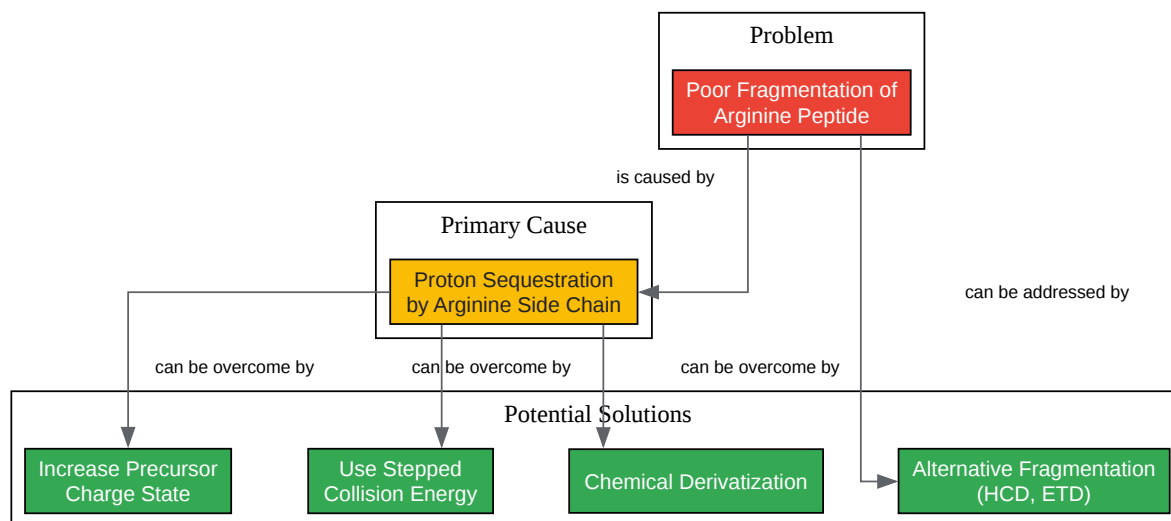 Problem
Poor Fragmentation of
Arginine Peptide
is caused by
Primary Cause
Proton Sequestration
by Arginine Side Chain
can be addressed by
can be overcome by
can be overcome by
can be overcome by
Potential Solutions
Increase Precursor
Charge State
Use Stepped
Collision Energy
Chemical Derivatization
Alternative Fragmentation
(HCD, ETD)